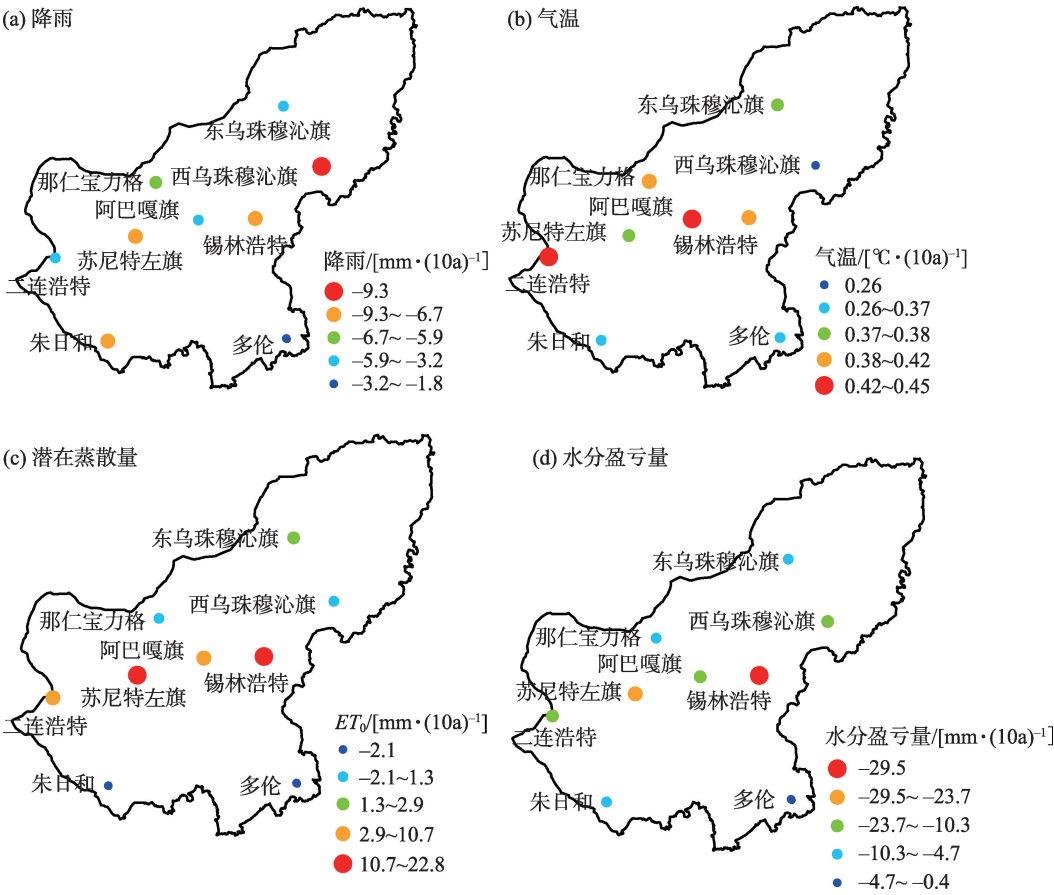 (a) 降雨
东乌珠穆沁旗
西乌珠穆沁旗
那仁宝力格
阿巴嘎旗
锡林浩特
苏尼特左旗
二连浩特
朱日和
多伦
降雨/[mm·(10a)⁻¹]
–9.3
–9.3~ –6.7
–6.7~ –5.9
–5.9~ –3.2
–3.2~ –1.8
(b) 气温
东乌珠穆沁旗
西乌珠穆沁旗
那仁宝力格
阿巴嘎旗
苏尼特左旗
锡林浩特
二连浩特
朱日和
多伦
气温/[℃·(10a)⁻¹]
0.26
0.26~0.37
0.37~0.38
0.38~0.42
0.42~0.45
(c) 潜在蒸散量
东乌珠穆沁旗
西乌珠穆沁旗
那仁宝力格
阿巴嘎旗
锡林浩特
苏尼特左旗
二连浩特
朱日和
多伦
ET₀/[mm·(10a)⁻¹]
–2.1
–2.1~1.3
1.3~2.9
2.9~10.7
10.7~22.8
(d) 水分盈亏量
东乌珠穆沁旗
西乌珠穆沁旗
那仁宝力格
阿巴嘎旗
苏尼特左旗
锡林浩特
二连浩特
朱日和
多伦
水分盈亏量/[mm·(10a)⁻¹]
–29.5
–29.5~ –23.7
–23.7~ –10.3
–10.3~ –4.7
–4.7~ –0.4